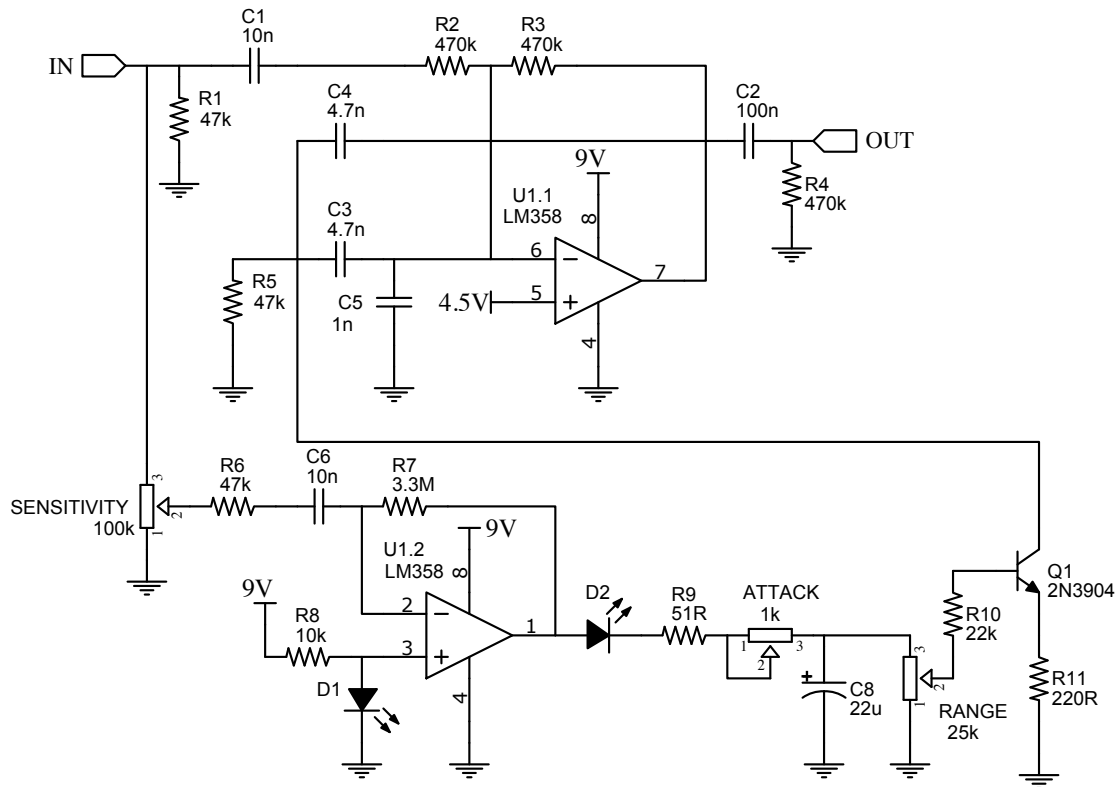 C1
10n
R2
470k
R3
470k
IN
R1
47k
C4
4.7n
C2
100n
OUT
R4
470k
9V
U1.1
LM358
8
C3
4.7n
6
7
R5
47k
C5
1n
4.5V
5
4
R6
47k
C6
10n
R7
3.3M
SENSITIVITY
100k
3
2
1
9V
U1.2
LM358
8
9V
R8
10k
2
3
1
D1
4
D2
R9
51R
ATTACK
1k
1
3
2
C8
22u
3
2
1
RANGE
25k
R10
22k
Q1
2N3904
R11
220R